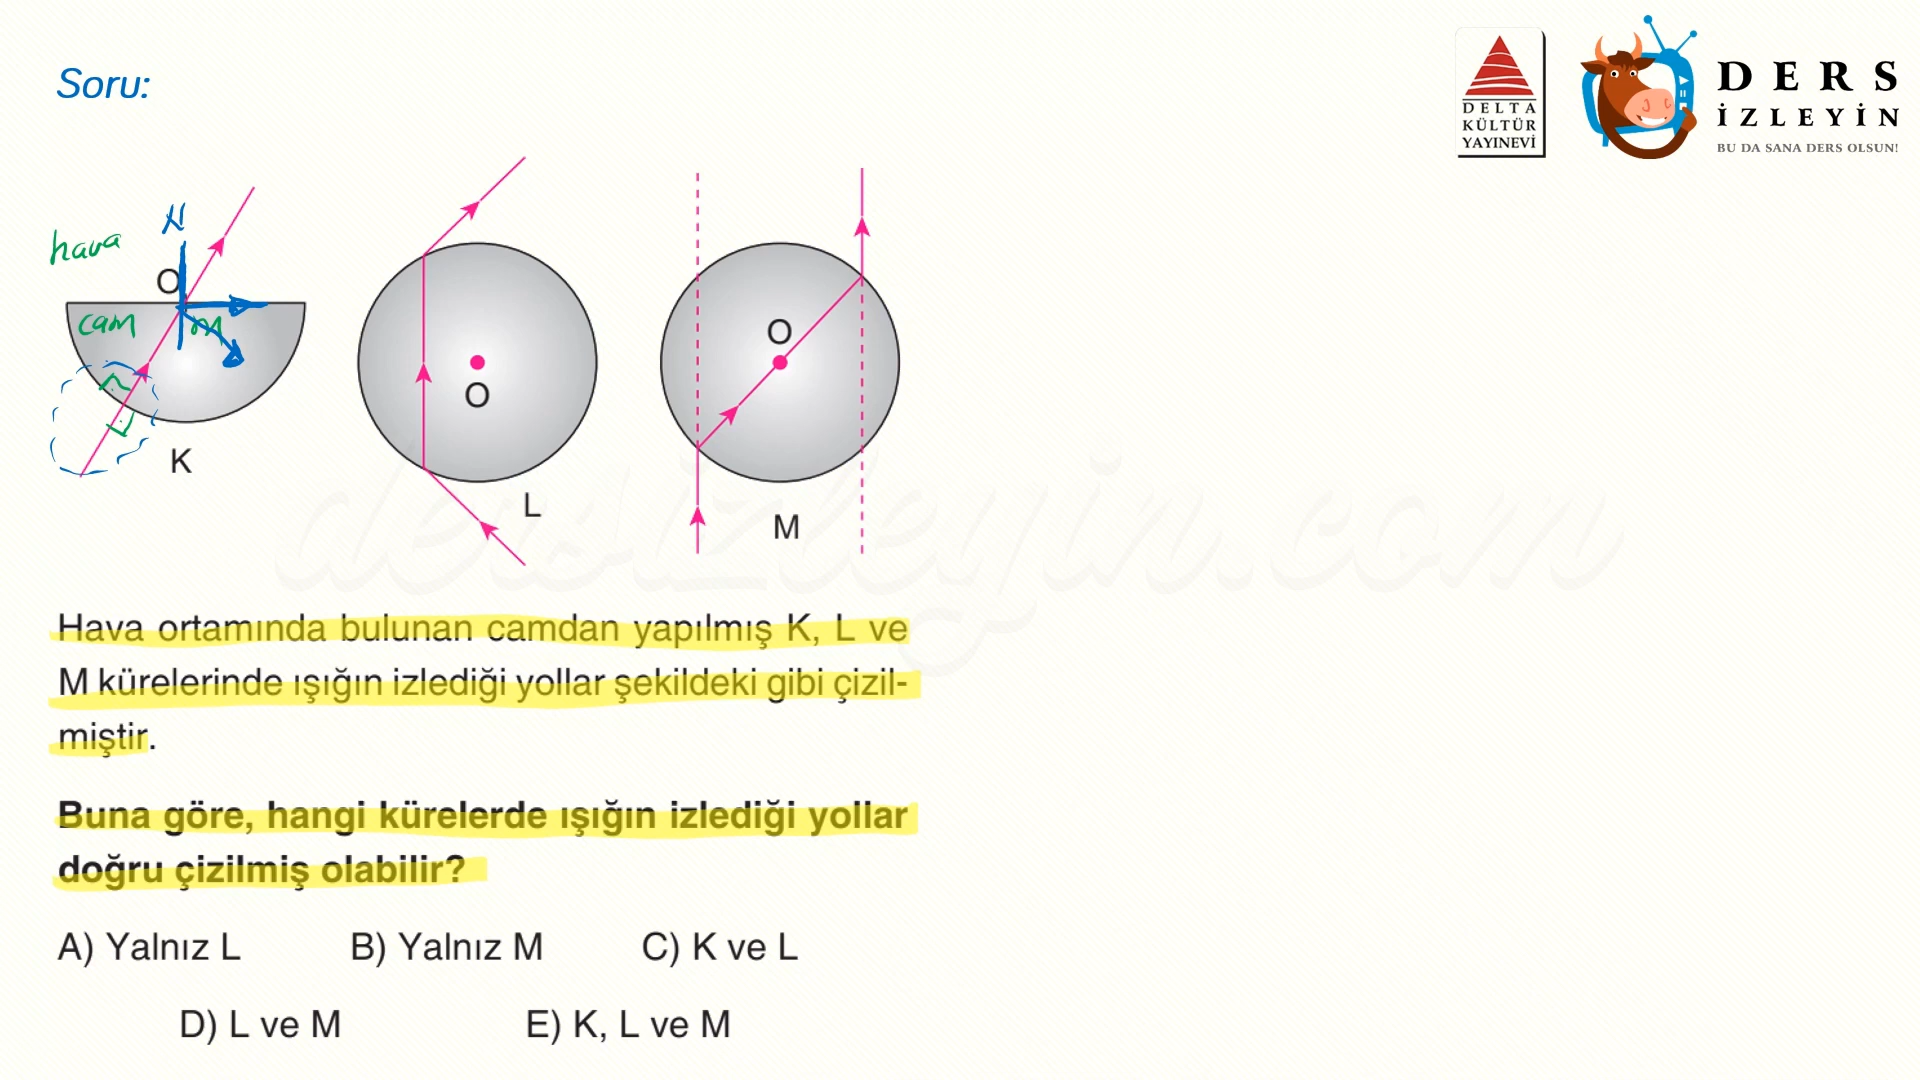 Soru:
DELTA
KÜLTÜR
YAYINEVİ
DERS
İZLEYİN
BU DA SANA DERS OLSUN!
hava
N
O
cam
m
K
O
L
O
M
dersizleyin.com
Hava ortamında bulunan camdan yapılmış K, L ve
M kürelerinde ışığın izlediği yollar şekildeki gibi çizil-
miştir.
Buna göre, hangi kürelerde ışığın izlediği yollar
doğru çizilmiş olabilir?
A) Yalnız L B) Yalnız M C) K ve L
D) L ve M E) K, L ve M